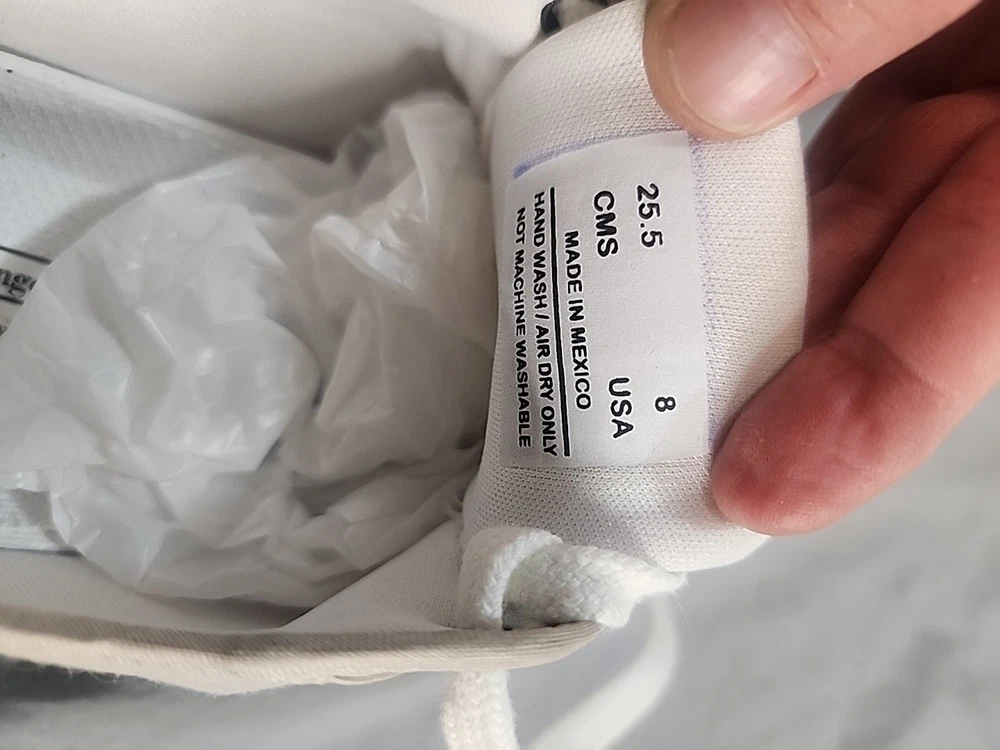 25.5 8
CMS USA
MADE IN MEXICO
HAND WASH / AIR DRY ONLY
NOT MACHINE WASHABLE